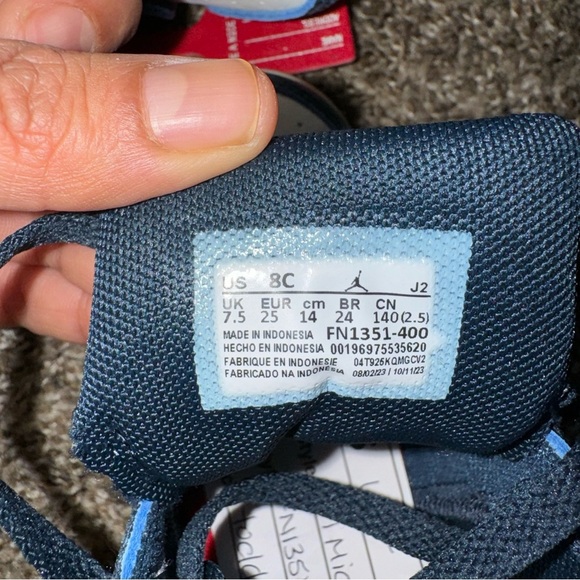 US 8C J2
UK EUR cm BR CN
7.5 25 14 24 140(2.5)
MADE IN INDONESIA FN1351-400
HECHO EN INDONESIA 00196975535620
FABRIQUE EN INDONESIE 04T925KQMGCV2
FABRICADO NA INDONESIA 08/02/23 | 10/11/23